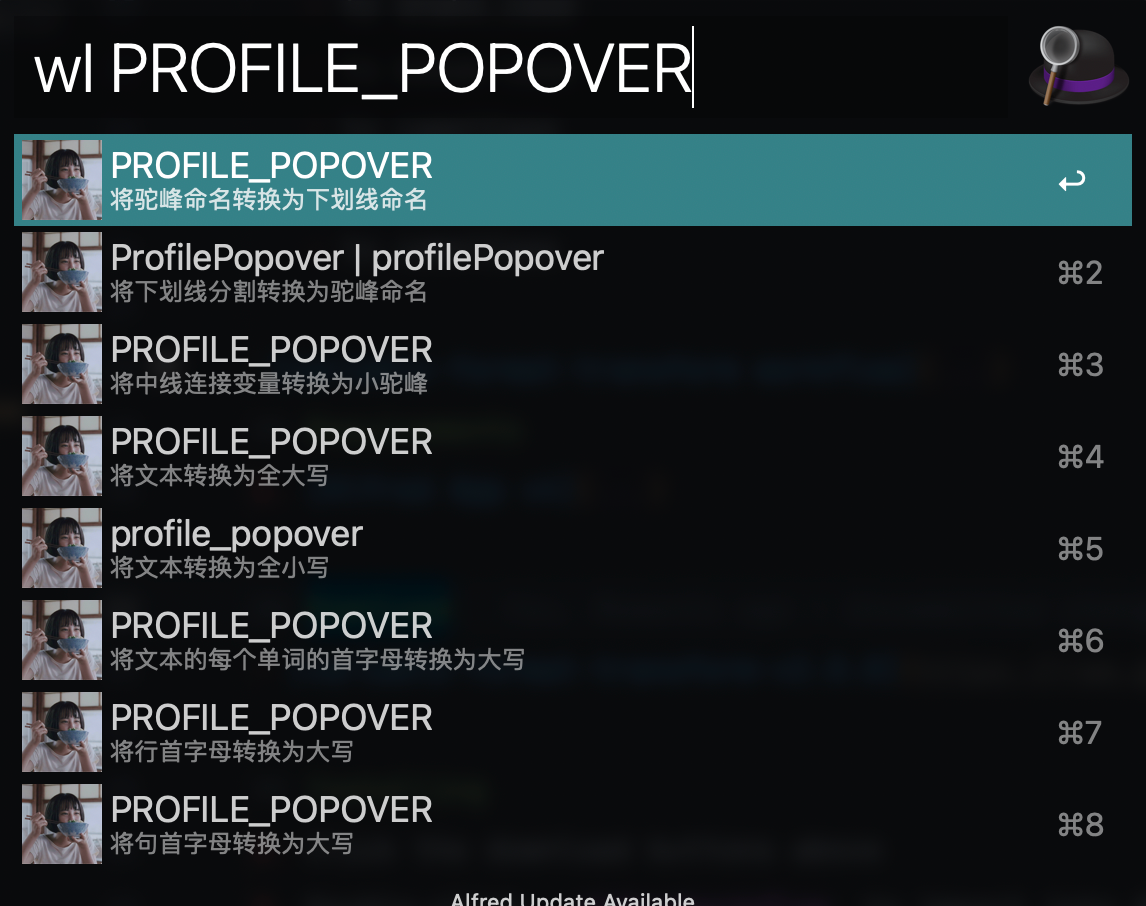 wl PROFILE_POPOVER
PROFILE_POPOVER
将驼峰命名转换为下划线命名
ProfilePopover | profilePopover
将下划线分割转换为驼峰命名
⌘2
PROFILE_POPOVER
将中线连接变量转换为小驼峰
⌘3
PROFILE_POPOVER
将文本转换为全大写
⌘4
profile_popover
将文本转换为全小写
⌘5
PROFILE_POPOVER
将文本的每个单词的首字母转换为大写
⌘6
PROFILE_POPOVER
将行首字母转换为大写
⌘7
PROFILE_POPOVER
将句首字母转换为大写
⌘8
Alfred Update Available